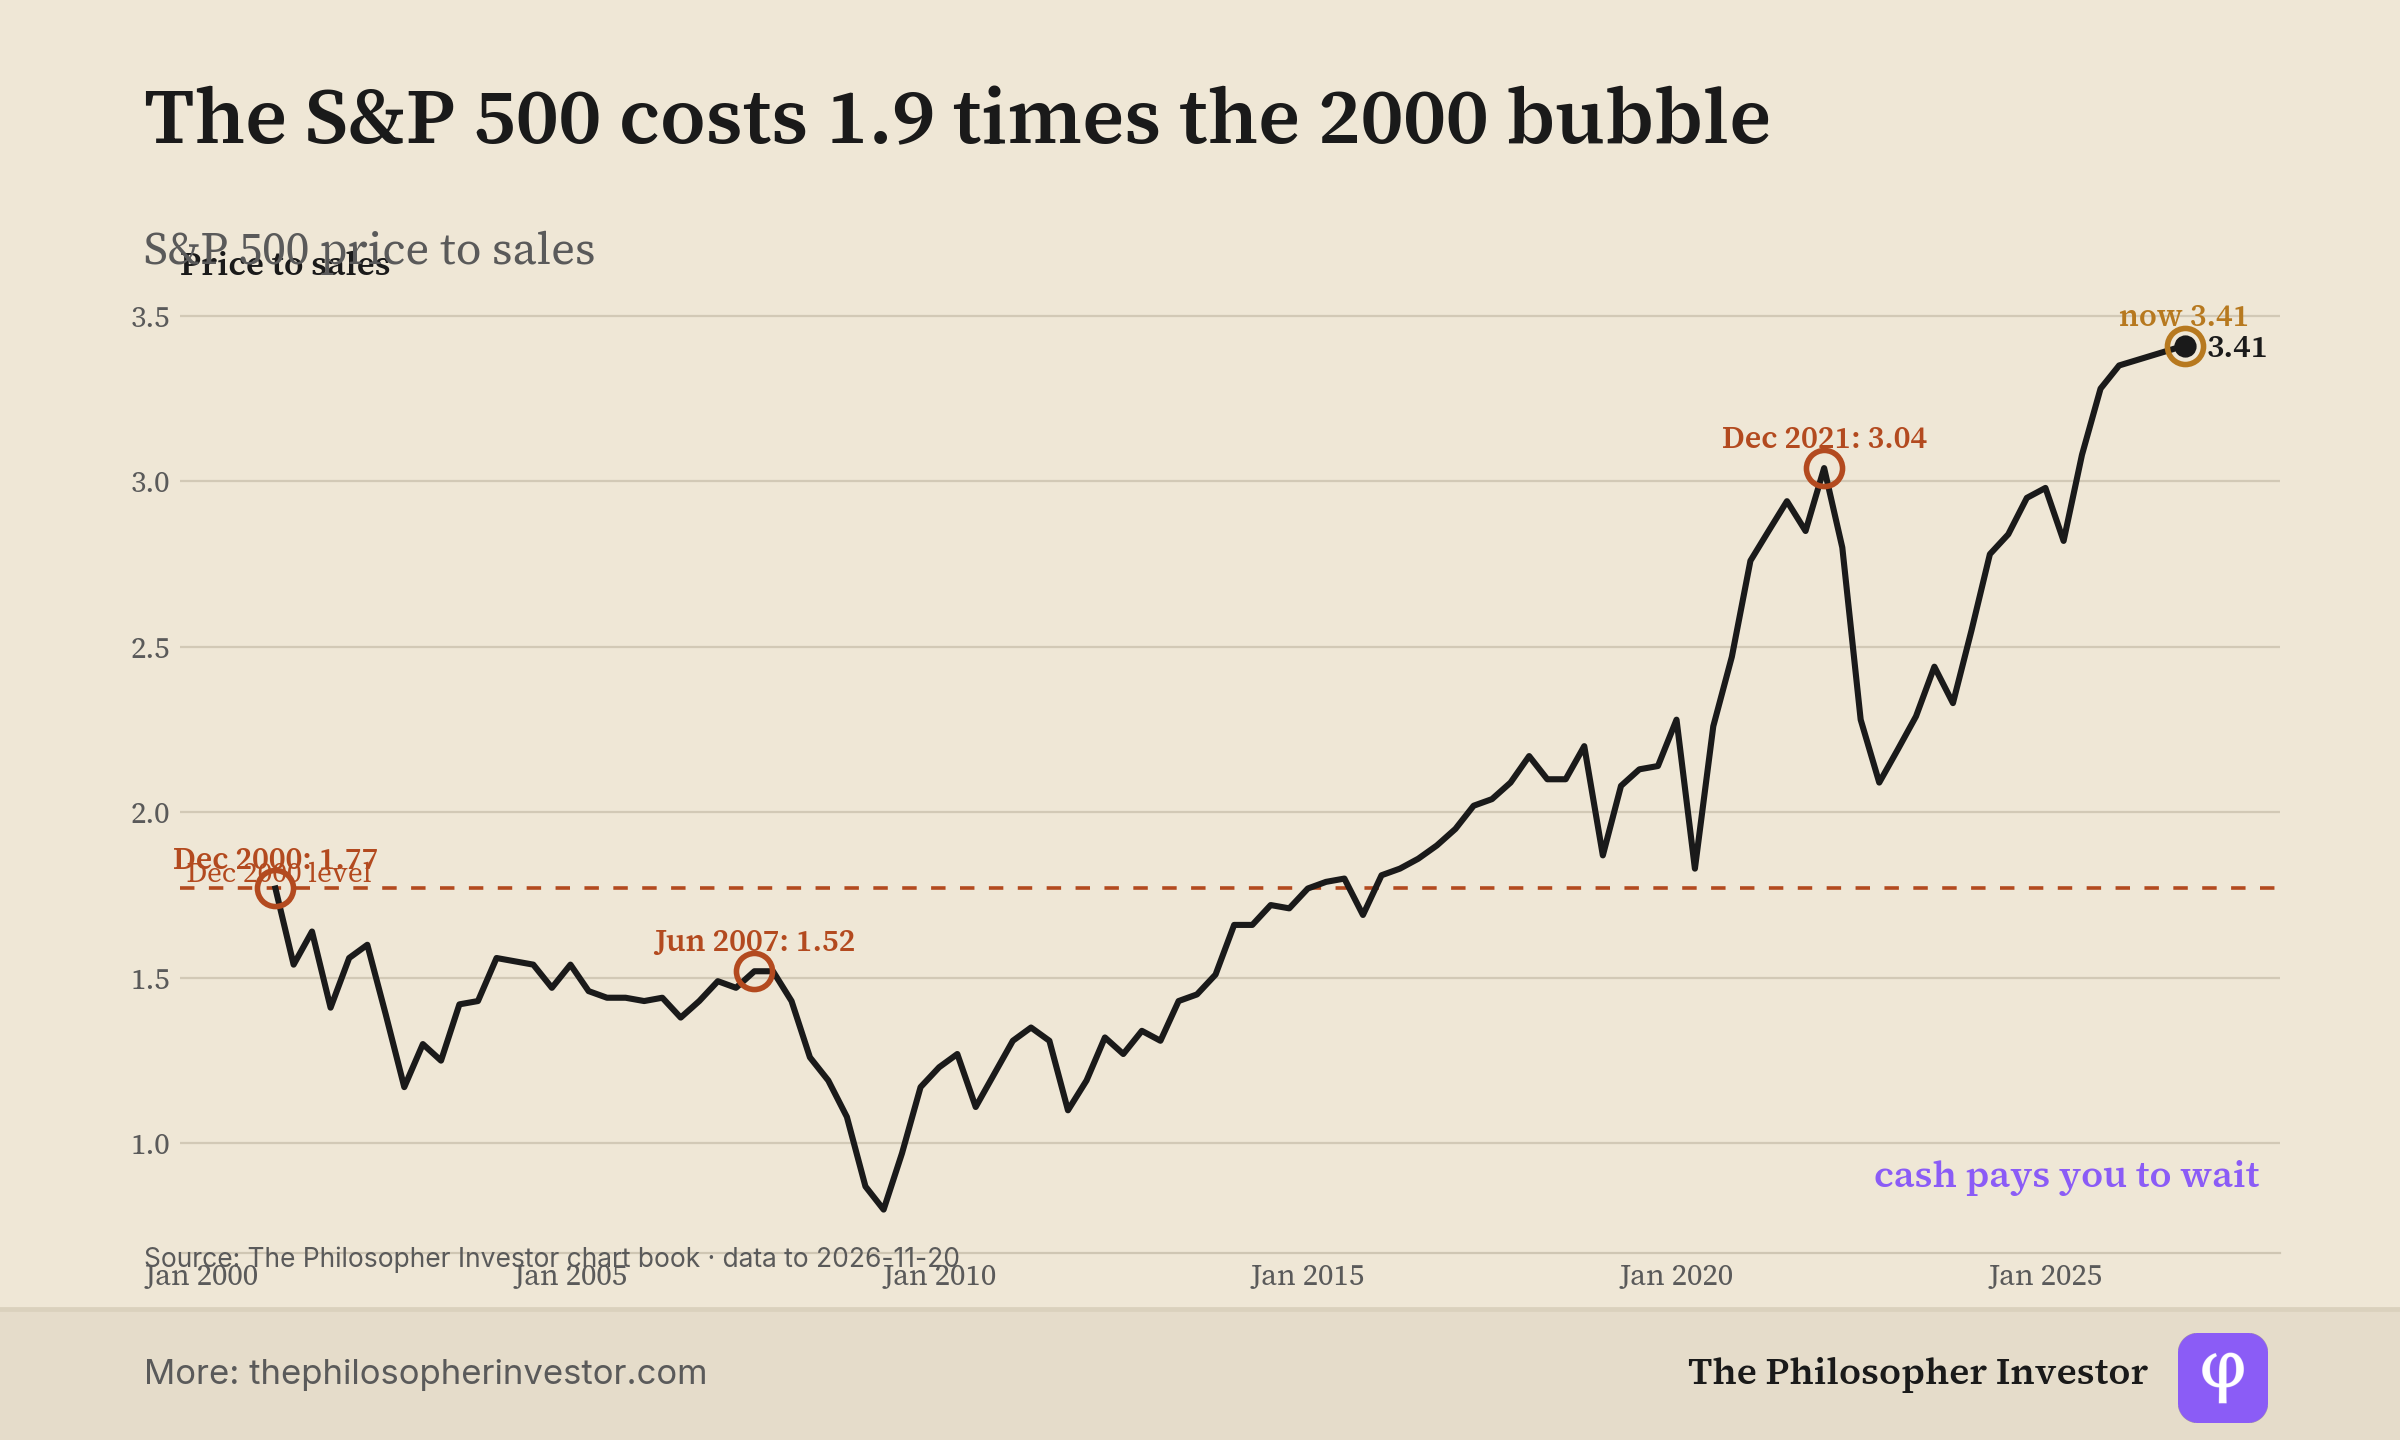 The S&P 500 costs 1.9 times the 2000 bubble
S&P 500 price to sales
Price to sales
3.5
now 3.41
3.41
Dec 2021: 3.04
3.0
2.5
2.0
Dec 2000: 1.77
Dec 2000 level
Jun 2007: 1.52
1.5
1.0
cash pays you to wait
Source: The Philosopher Investor chart book · data to 2026-11-20
Jan 2000 Jan 2005 Jan 2010 Jan 2015 Jan 2020 Jan 2025
More: thephilosopherinvestor.com
The Philosopher Investor φ